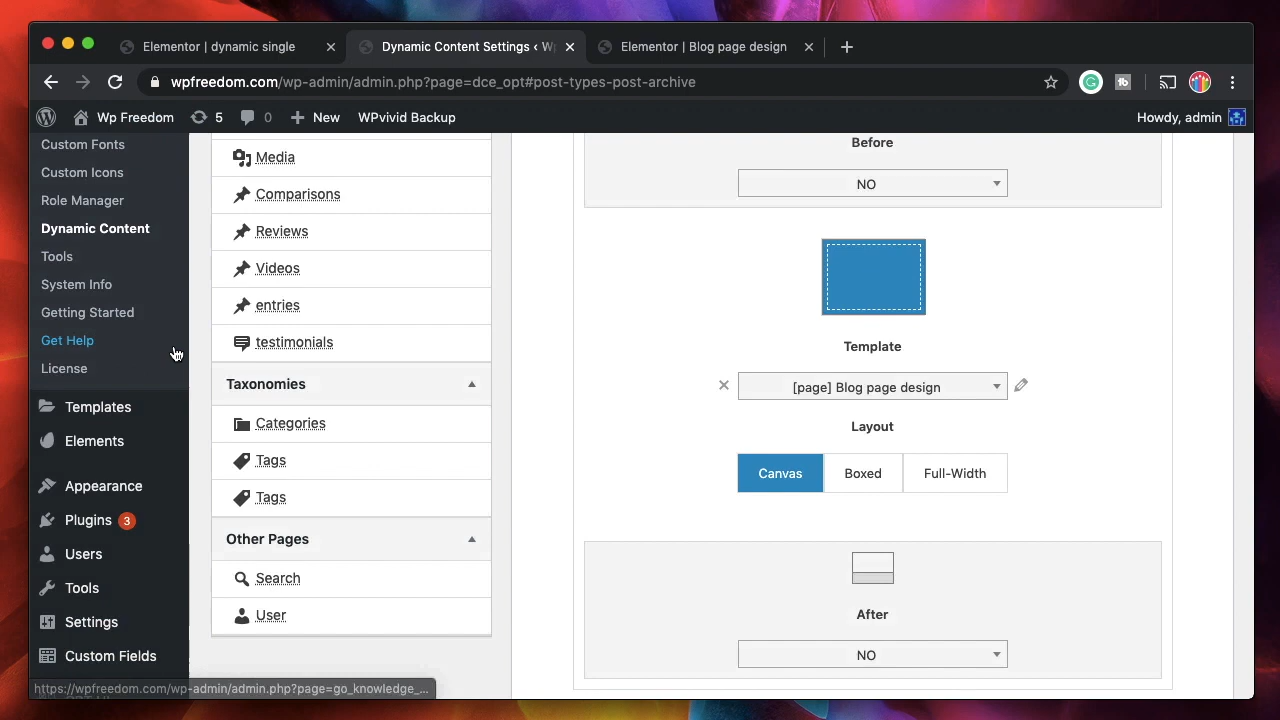 Elementor | dynamic single
Dynamic Content Settings ‹ W
Elementor | Blog page design
wpfreedom.com/wp-admin/admin.php?page=dce_opt#post-types-post-archive
Wp Freedom
5
0
New
WPvivid Backup
Howdy, admin
Custom Fonts
Custom Icons
Role Manager
Dynamic Content
Tools
System Info
Getting Started
Get Help
License
Templates
Elements
Appearance
Plugins 3
Users
Tools
Settings
Custom Fields
https://wpfreedom.com/wp-admin/admin.php?page=go_knowledge_...
Media
Comparisons
Reviews
Videos
entries
testimonials
Taxonomies
Categories
Tags
Tags
Other Pages
Search
User
Before
NO
Template
[page] Blog page design
Layout
Canvas
Boxed
Full-Width
After
NO